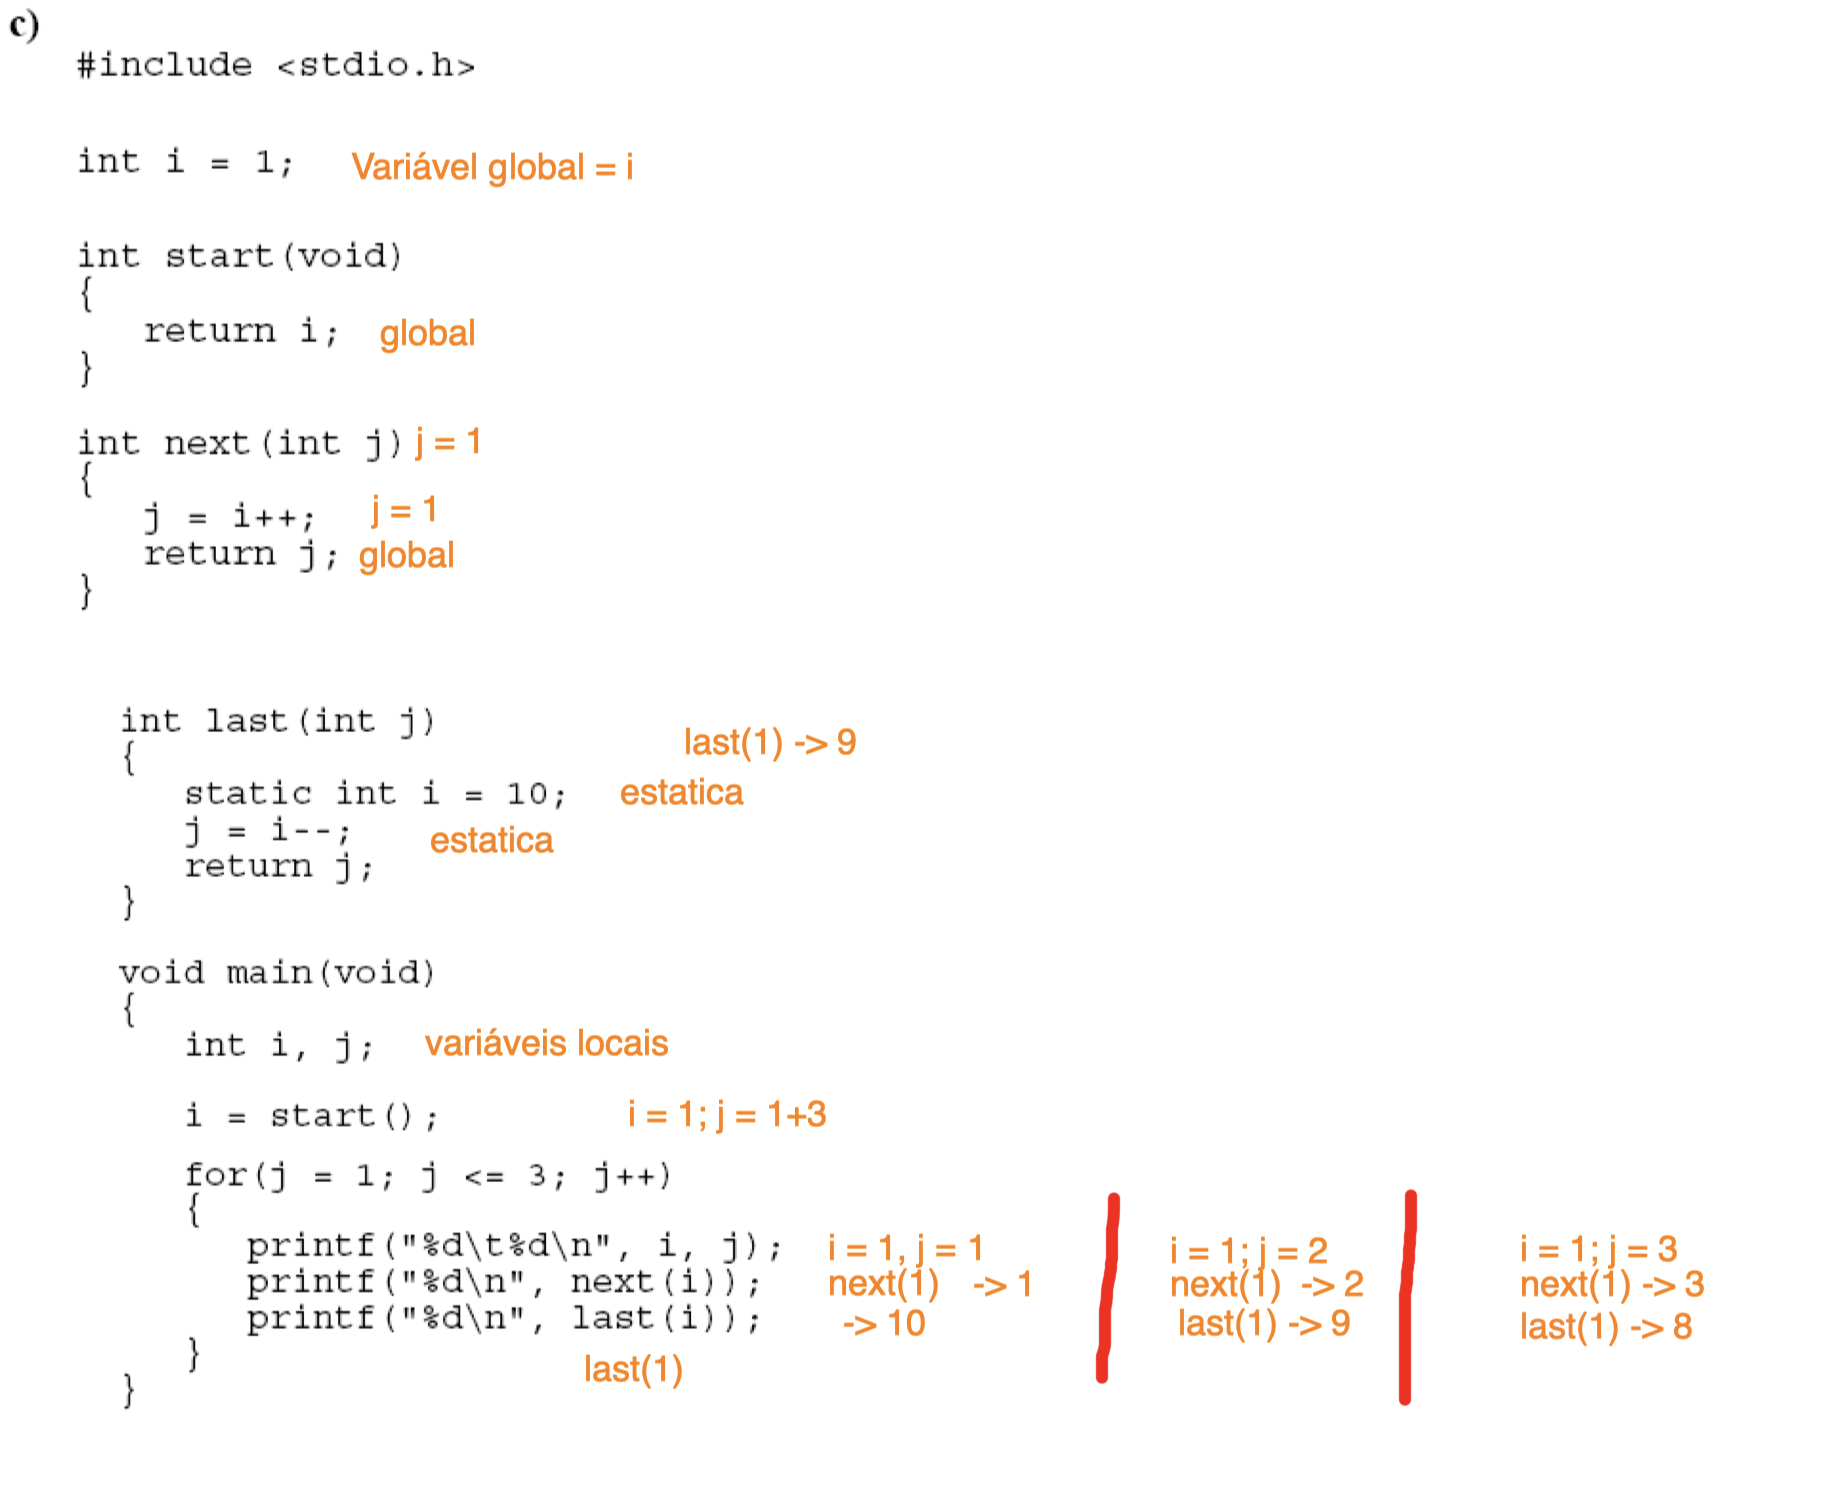 c)
#include <stdio.h>
int i = 1; Variável global = i
int start(void)
{
return i; global
}
int next(int j) j = 1
{
j = i++; j = 1
return j; global
}
int last(int j)
{ last(1) -> 9
static int i = 10; estatica
j = i--; estatica
return j;
}
void main(void)
{
int i, j; variáveis locais
i = start(); i = 1; j = 1+3
for(j = 1; j <= 3; j++)
{
printf("%d\t%d\n", i, j); i = 1, j = 1 i = 1; j = 2 i = 1; j = 3
printf("%d\n", next(i)); next(1) -> 1 next(1) -> 2 next(1) -> 3
printf("%d\n", last(i)); -> 10 last(1) -> 9 last(1) -> 8
}
last(1)
}